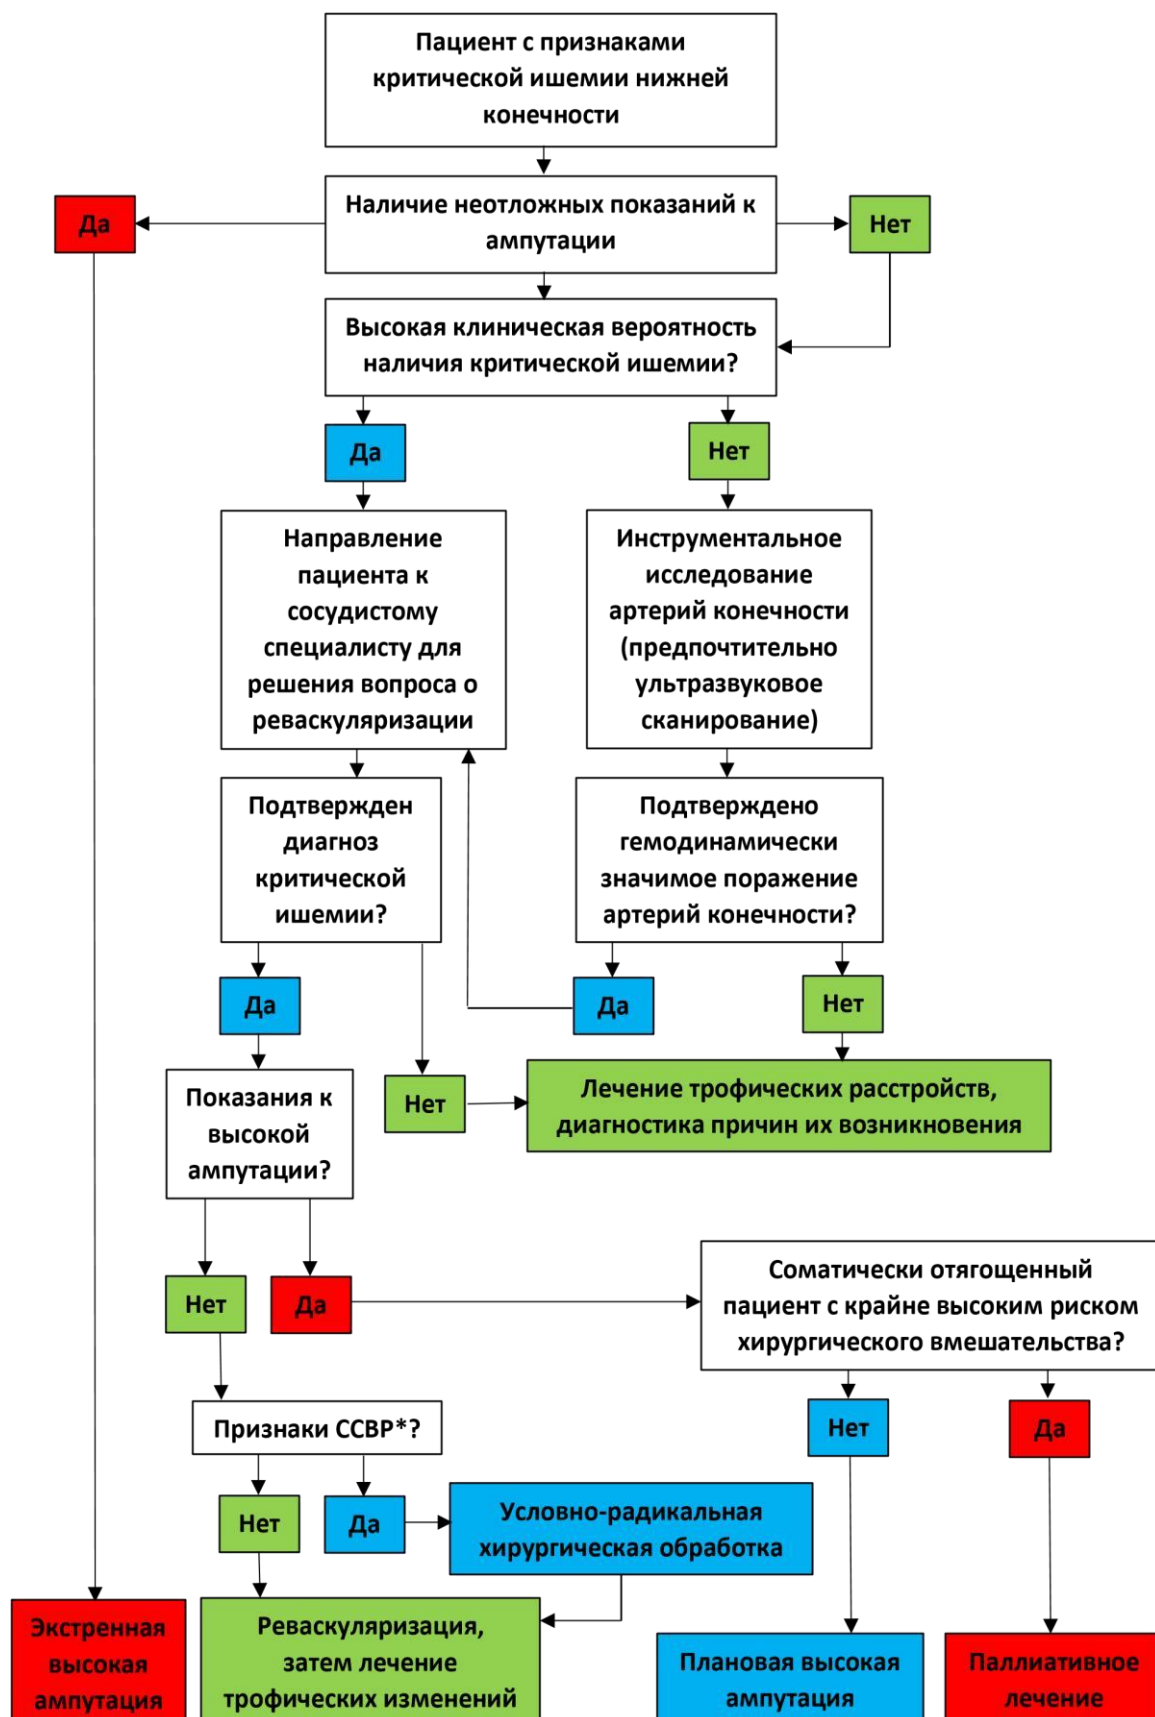 Пациент с признаками
критической ишемии нижней
конечности
Да
Наличие неотложных показаний к
ампутации
Нет
Высокая клиническая вероятность
наличия критической ишемии?
Да
Нет
Направление
пациента к
сосудистому
специалисту для
решения вопроса о
реваскуляризации
Инструментальное
исследование
артерий конечности
(предпочтительно
ультразвуковое
сканирование)
Подтвержден
диагноз
критической
ишемии?
Подтверждено
гемодинамически
значимое поражение
артерий конечности?
Да
Да
Нет
Показания к
высокой
ампутации?
Нет
Лечение трофических расстройств,
диагностика причин их возникновения
Нет
Да
Соматически отягощенный
пациент с крайне высоким риском
хирургического вмешательства?
Признаки ССВР*?
Нет
Да
Нет
Да
Условно-радикальная
хирургическая обработка
Экстренная
высокая
ампутация
Реваскуляризация,
затем лечение
трофических изменений
Плановая высокая
ампутация
Паллиативное
лечение